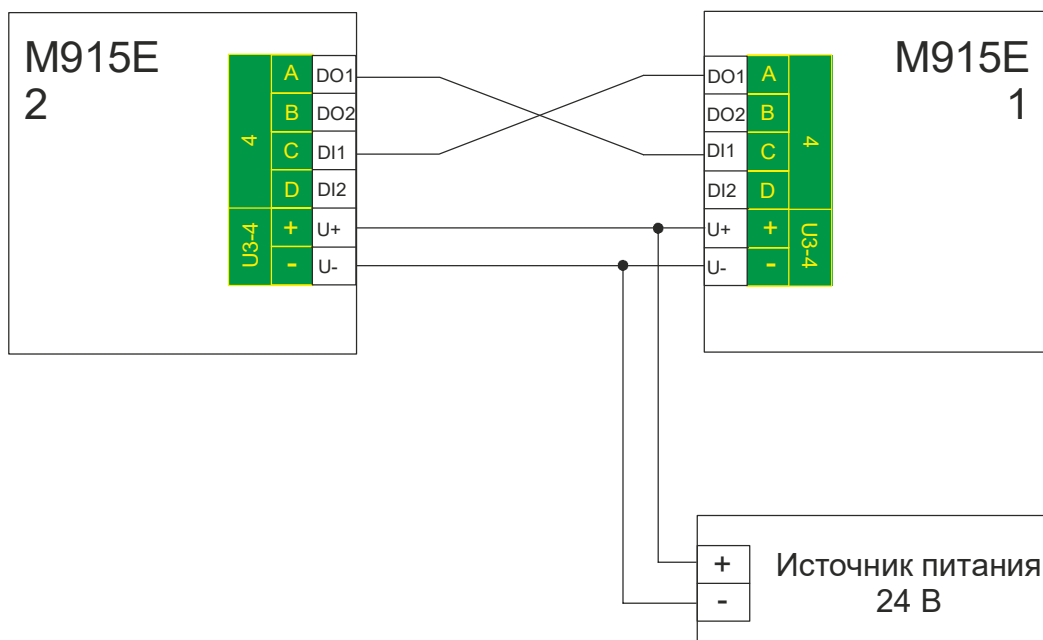 M915E
2
4
A
DO1
B
DO2
C
DI1
D
DI2
U3-4
+
U+
-
U-
M915E
1
DO1
A
DO2
B
DI1
C
DI2
D
4
U+
+
U-
-
U3-4
+
-
Источник питания
24 В